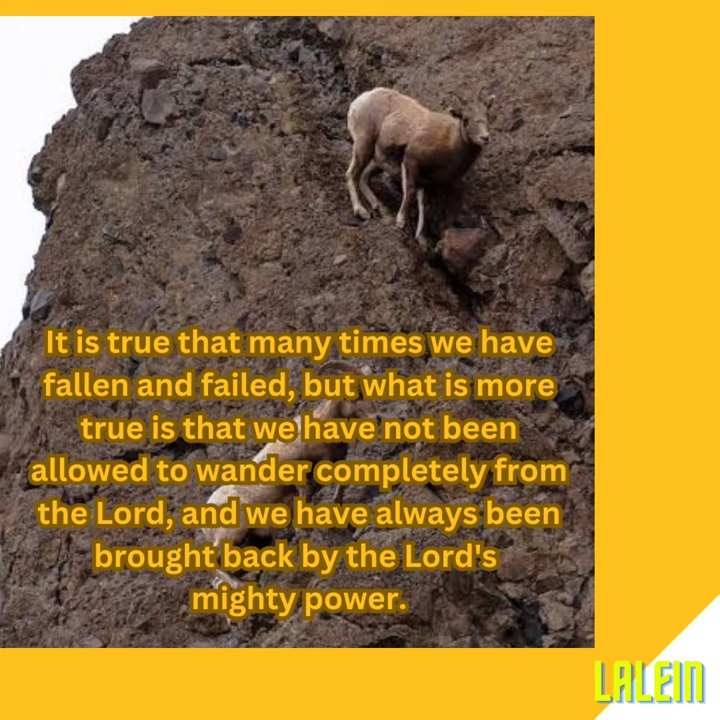 It is true that many times we have
fallen and failed, but what is more
true is that we have not been
allowed to wander completely from
the Lord, and we have always been
brought back by the Lord's
mighty power.
LALEIN